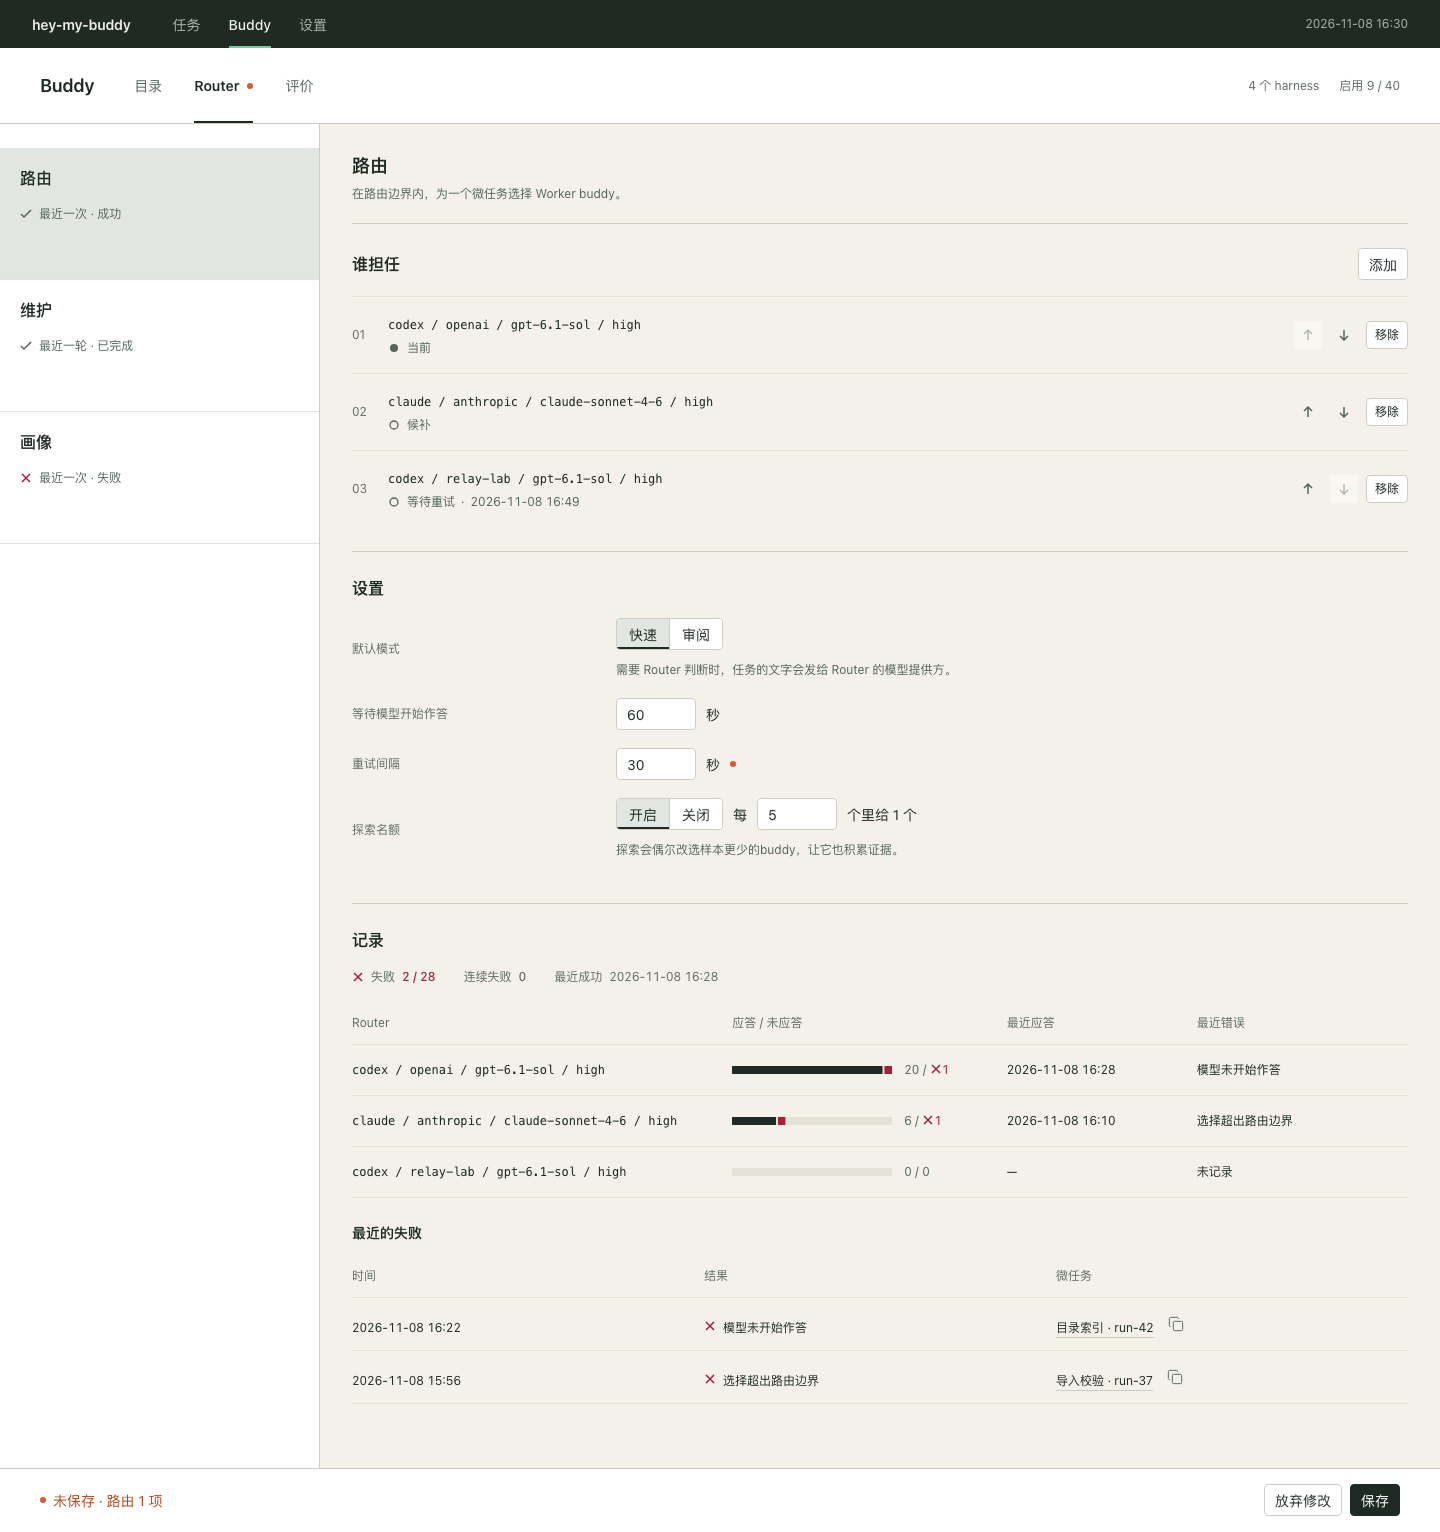 hey-my-buddy 任务 Buddy 设置 2026-11-08 16:30
Buddy 目录 Router 评价 4 个 harness 启用 9 / 40
路由
最近一次 · 成功
维护
最近一轮 · 已完成
画像
最近一次 · 失败
路由
在路由边界内，为一个微任务选择 Worker buddy。
谁担任 添加
01 codex / openai / gpt-6.1-sol / high
当前
移除
02 claude / anthropic / claude-sonnet-4-6 / high
候补
移除
03 codex / relay-lab / gpt-6.1-sol / high
等待重试 · 2026-11-08 16:49
移除
设置
默认模式 快速 审阅
需要 Router 判断时，任务的文字会发给 Router 的模型提供方。
等待模型开始作答 60 秒
重试间隔 30 秒
探索名额 开启 关闭 每 5 个里给 1 个
探索会偶尔改选样本更少的buddy，让它也积累证据。
记录
失败 2 / 28 连续失败 0 最近成功 2026-11-08 16:28
Router 应答 / 未应答 最近应答 最近错误
codex / openai / gpt-6.1-sol / high 20 / ✕1 2026-11-08 16:28 模型未开始作答
claude / anthropic / claude-sonnet-4-6 / high 6 / ✕1 2026-11-08 16:10 选择超出路由边界
codex / relay-lab / gpt-6.1-sol / high 0 / 0 — 未记录
最近的失败
时间 结果 微任务
2026-11-08 16:22 模型未开始作答 目录索引 · run-42
2026-11-08 15:56 选择超出路由边界 导入校验 · run-37
未保存 · 路由 1 项 放弃修改 保存